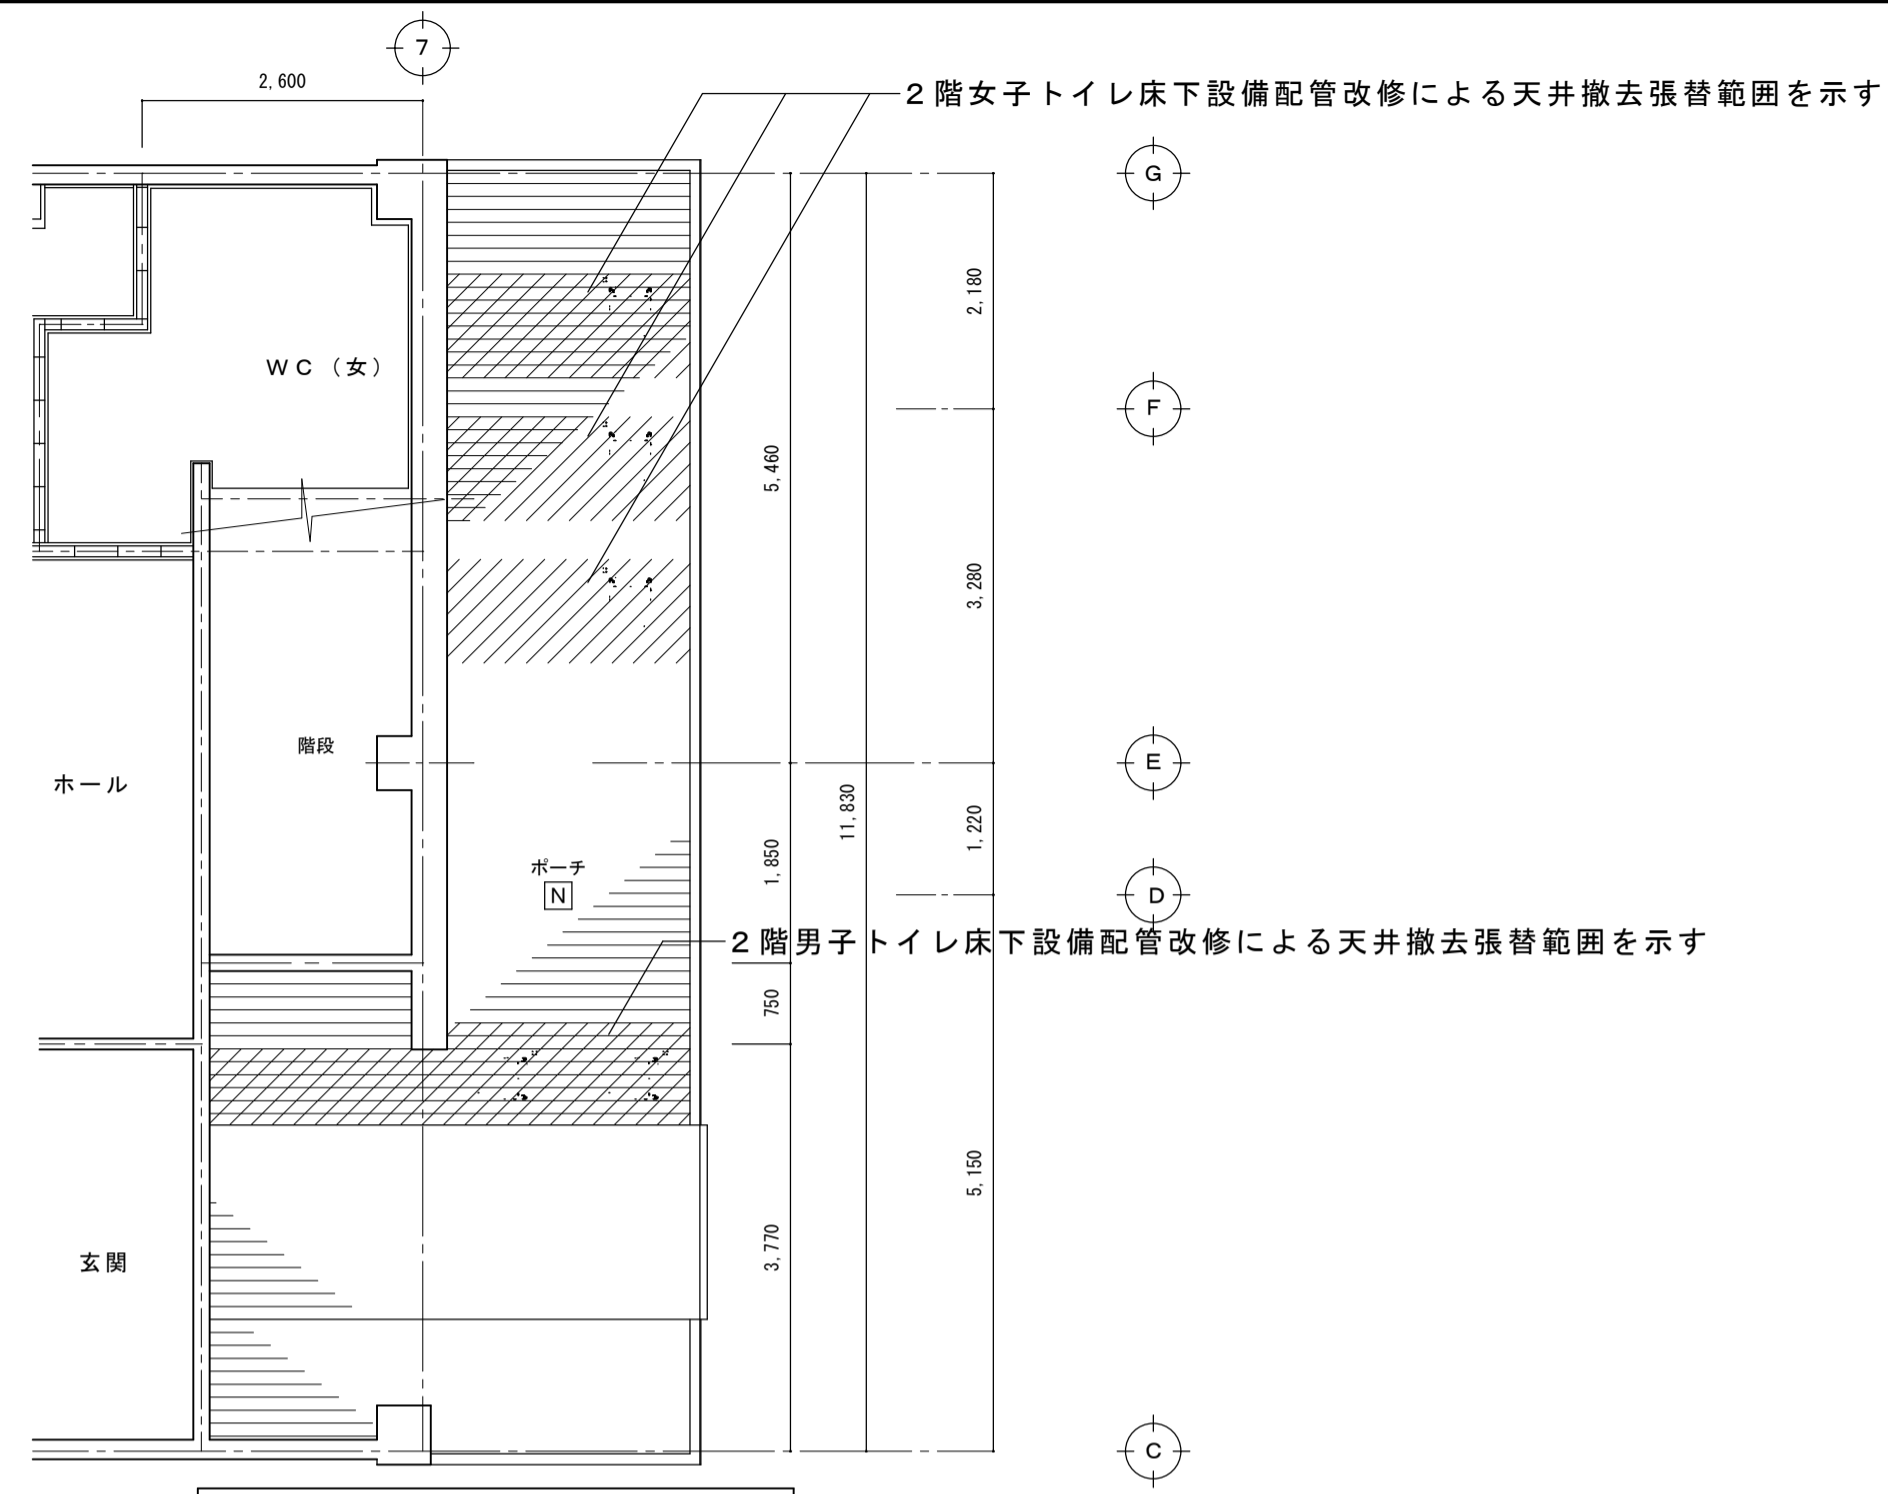 7
2,600
2階女子トイレ床下設備配管改修による天井撤去張替範囲を示す
G
2,180
WC(女)
F
5,460
3,280
階段
E
ホール
11,830
1,220
1,850
ポーチ
N
D
2階男子トイレ床下設備配管改修による天井撤去張替範囲を示す
750
5,150
3,770
玄関
C